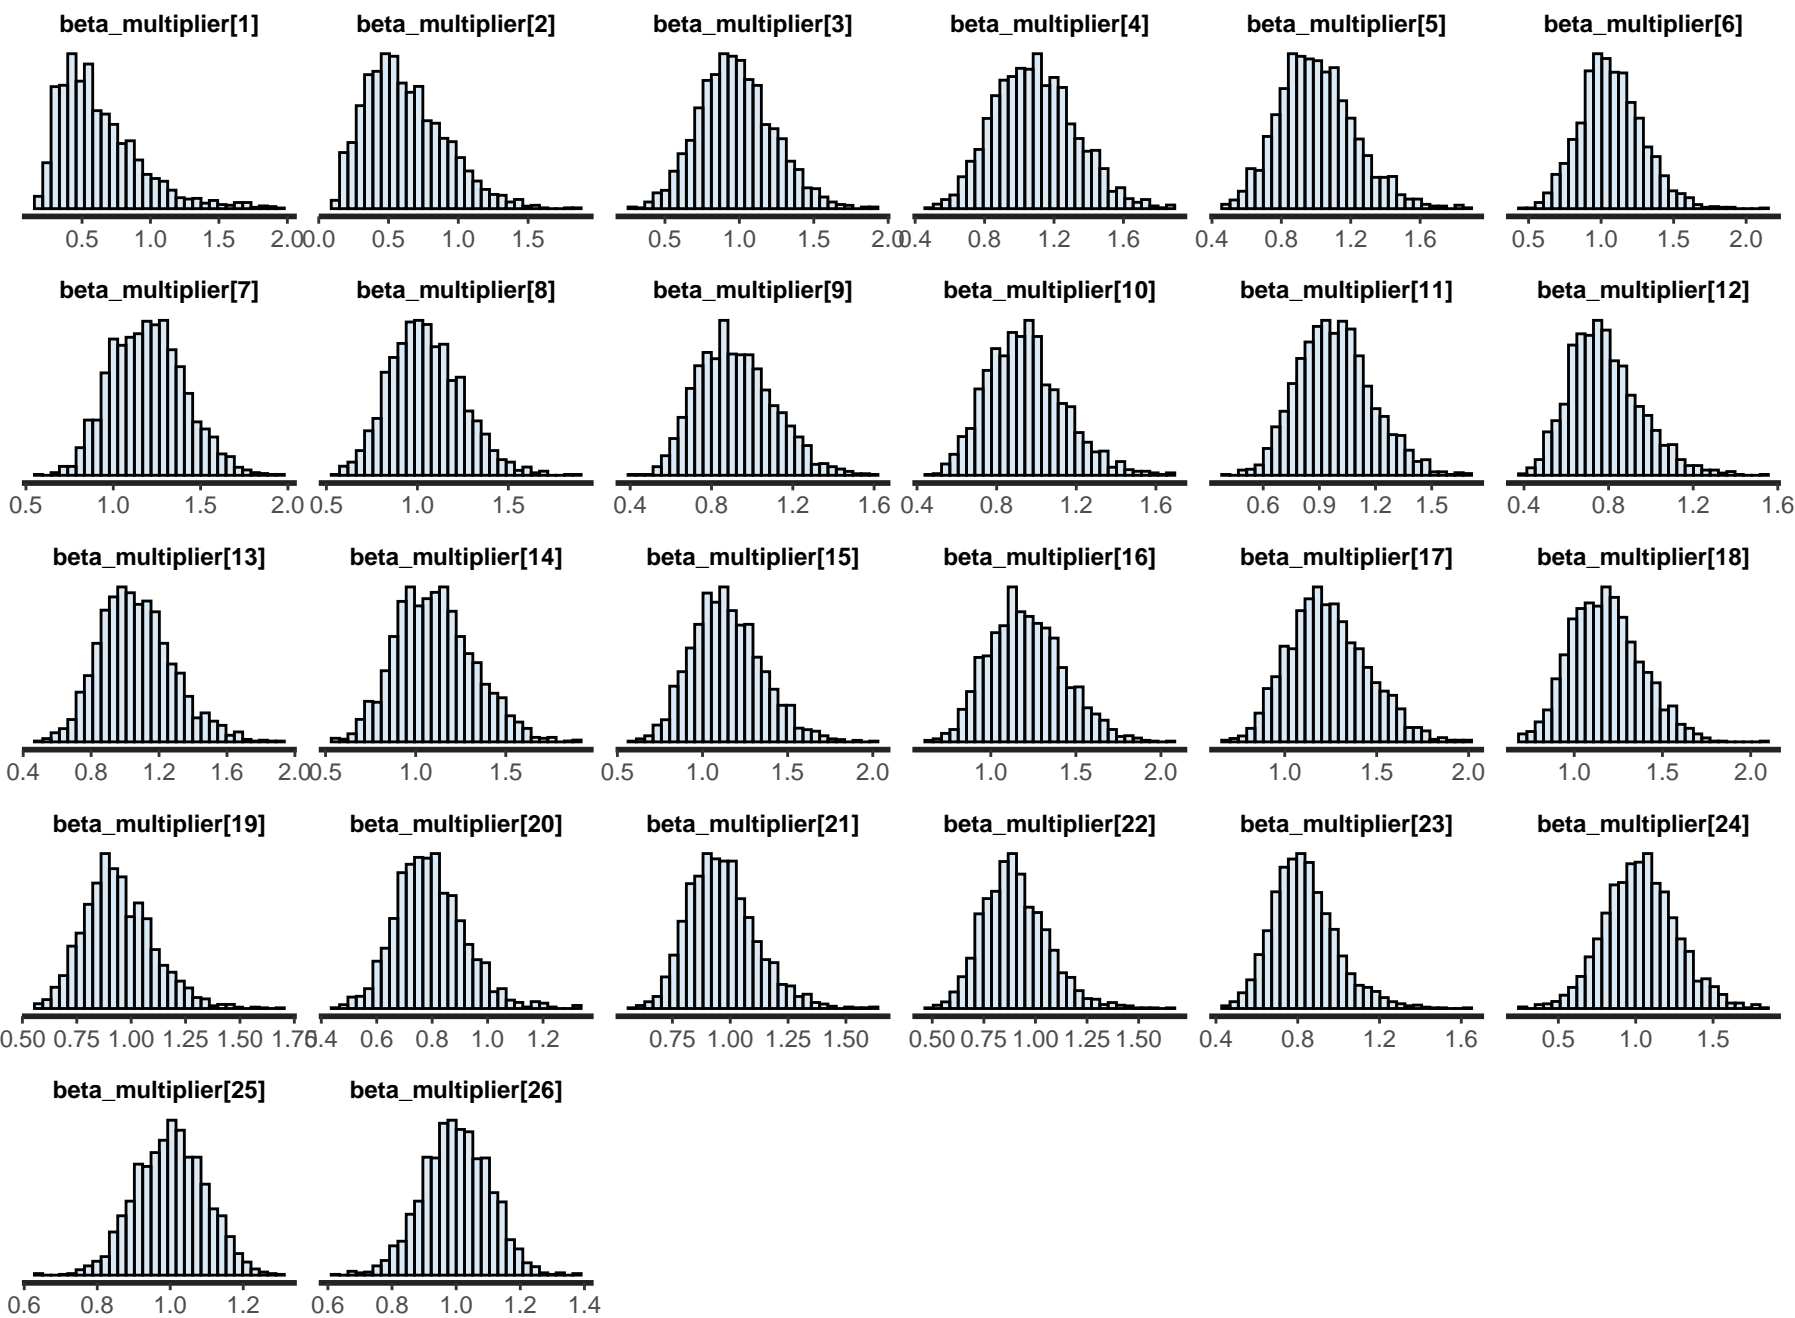 beta_multiplier[1] beta_multiplier[2] beta_multiplier[3] beta_multiplier[4] beta_multiplier[5] beta_multiplier[6]
0.5 1.0 1.5 2.0 0.0 0.5 1.0 1.5 0.5 1.0 1.5 2.0 0.4 0.8 1.2 1.6 0.4 0.8 1.2 1.6 0.5 1.0 1.5 2.0
beta_multiplier[7] beta_multiplier[8] beta_multiplier[9] beta_multiplier[10] beta_multiplier[11] beta_multiplier[12]
0.5 1.0 1.5 2.0 0.5 1.0 1.5 0.4 0.8 1.2 1.6 0.4 0.8 1.2 1.6 0.6 0.9 1.2 1.5 0.4 0.8 1.2 1.6
beta_multiplier[13] beta_multiplier[14] beta_multiplier[15] beta_multiplier[16] beta_multiplier[17] beta_multiplier[18]
0.4 0.8 1.2 1.6 2.0 0.5 1.0 1.5 0.5 1.0 1.5 2.0 1.0 1.5 2.0 1.0 1.5 2.0 1.0 1.5 2.0
beta_multiplier[19] beta_multiplier[20] beta_multiplier[21] beta_multiplier[22] beta_multiplier[23] beta_multiplier[24]
0.50 0.75 1.00 1.25 1.50 1.75 0.4 0.6 0.8 1.0 1.2 0.75 1.00 1.25 1.50 0.50 0.75 1.00 1.25 1.50 0.4 0.8 1.2 1.6 0.5 1.0 1.5
beta_multiplier[25] beta_multiplier[26]
0.6 0.8 1.0 1.2 0.6 0.8 1.0 1.2 1.4